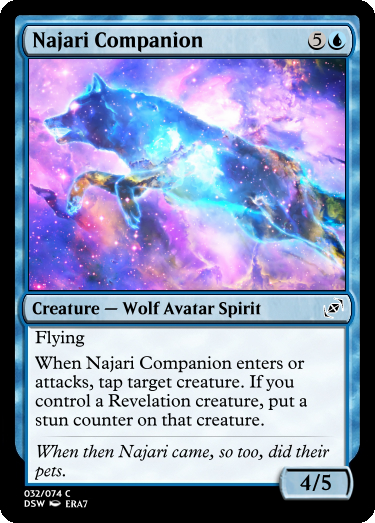 Najari Companion 5
Creature — Wolf Avatar Spirit
Flying
When Najari Companion enters or
attacks, tap target creature. If you
control a Revelation creature, put a
stun counter on that creature.
When then Najari came, so too, did their
pets.
4/5
032/074 C
DSW ERA7